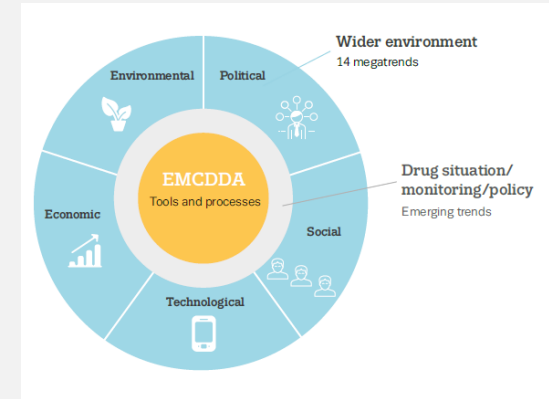 Wider environment
14 megatrends
Environmental
Political
EMCDDA
Tools and processes
Drug situation/
monitoring/policy
Emerging trends
Economic
Social
Technological